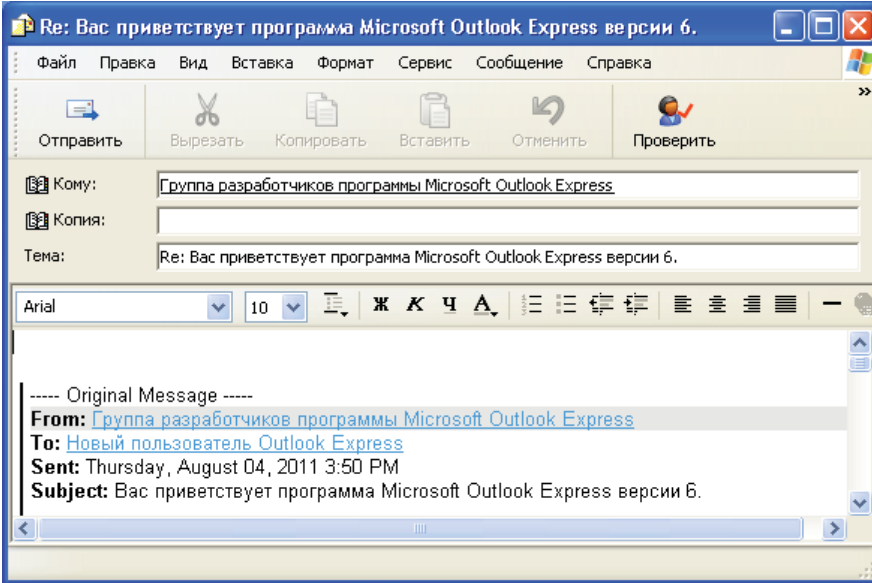 Re: Вас приветствует программа Microsoft Outlook Express версии 6.
Файл Правка Вид Вставка Формат Сервис Сообщение Справка
Отправить Вырезать Копировать Вставить Отменить Проверить
Кому: Группа разработчиков программы Microsoft Outlook Express
Копия:
Тема: Re: Вас приветствует программа Microsoft Outlook Express версии 6.
Arial 10 Ж К Ч А
----- Original Message -----
From: Группа разработчиков программы Microsoft Outlook Express
To: Новый пользователь Outlook Express
Sent: Thursday, August 04, 2011 3:50 PM
Subject: Вас приветствует программа Microsoft Outlook Express версии 6.